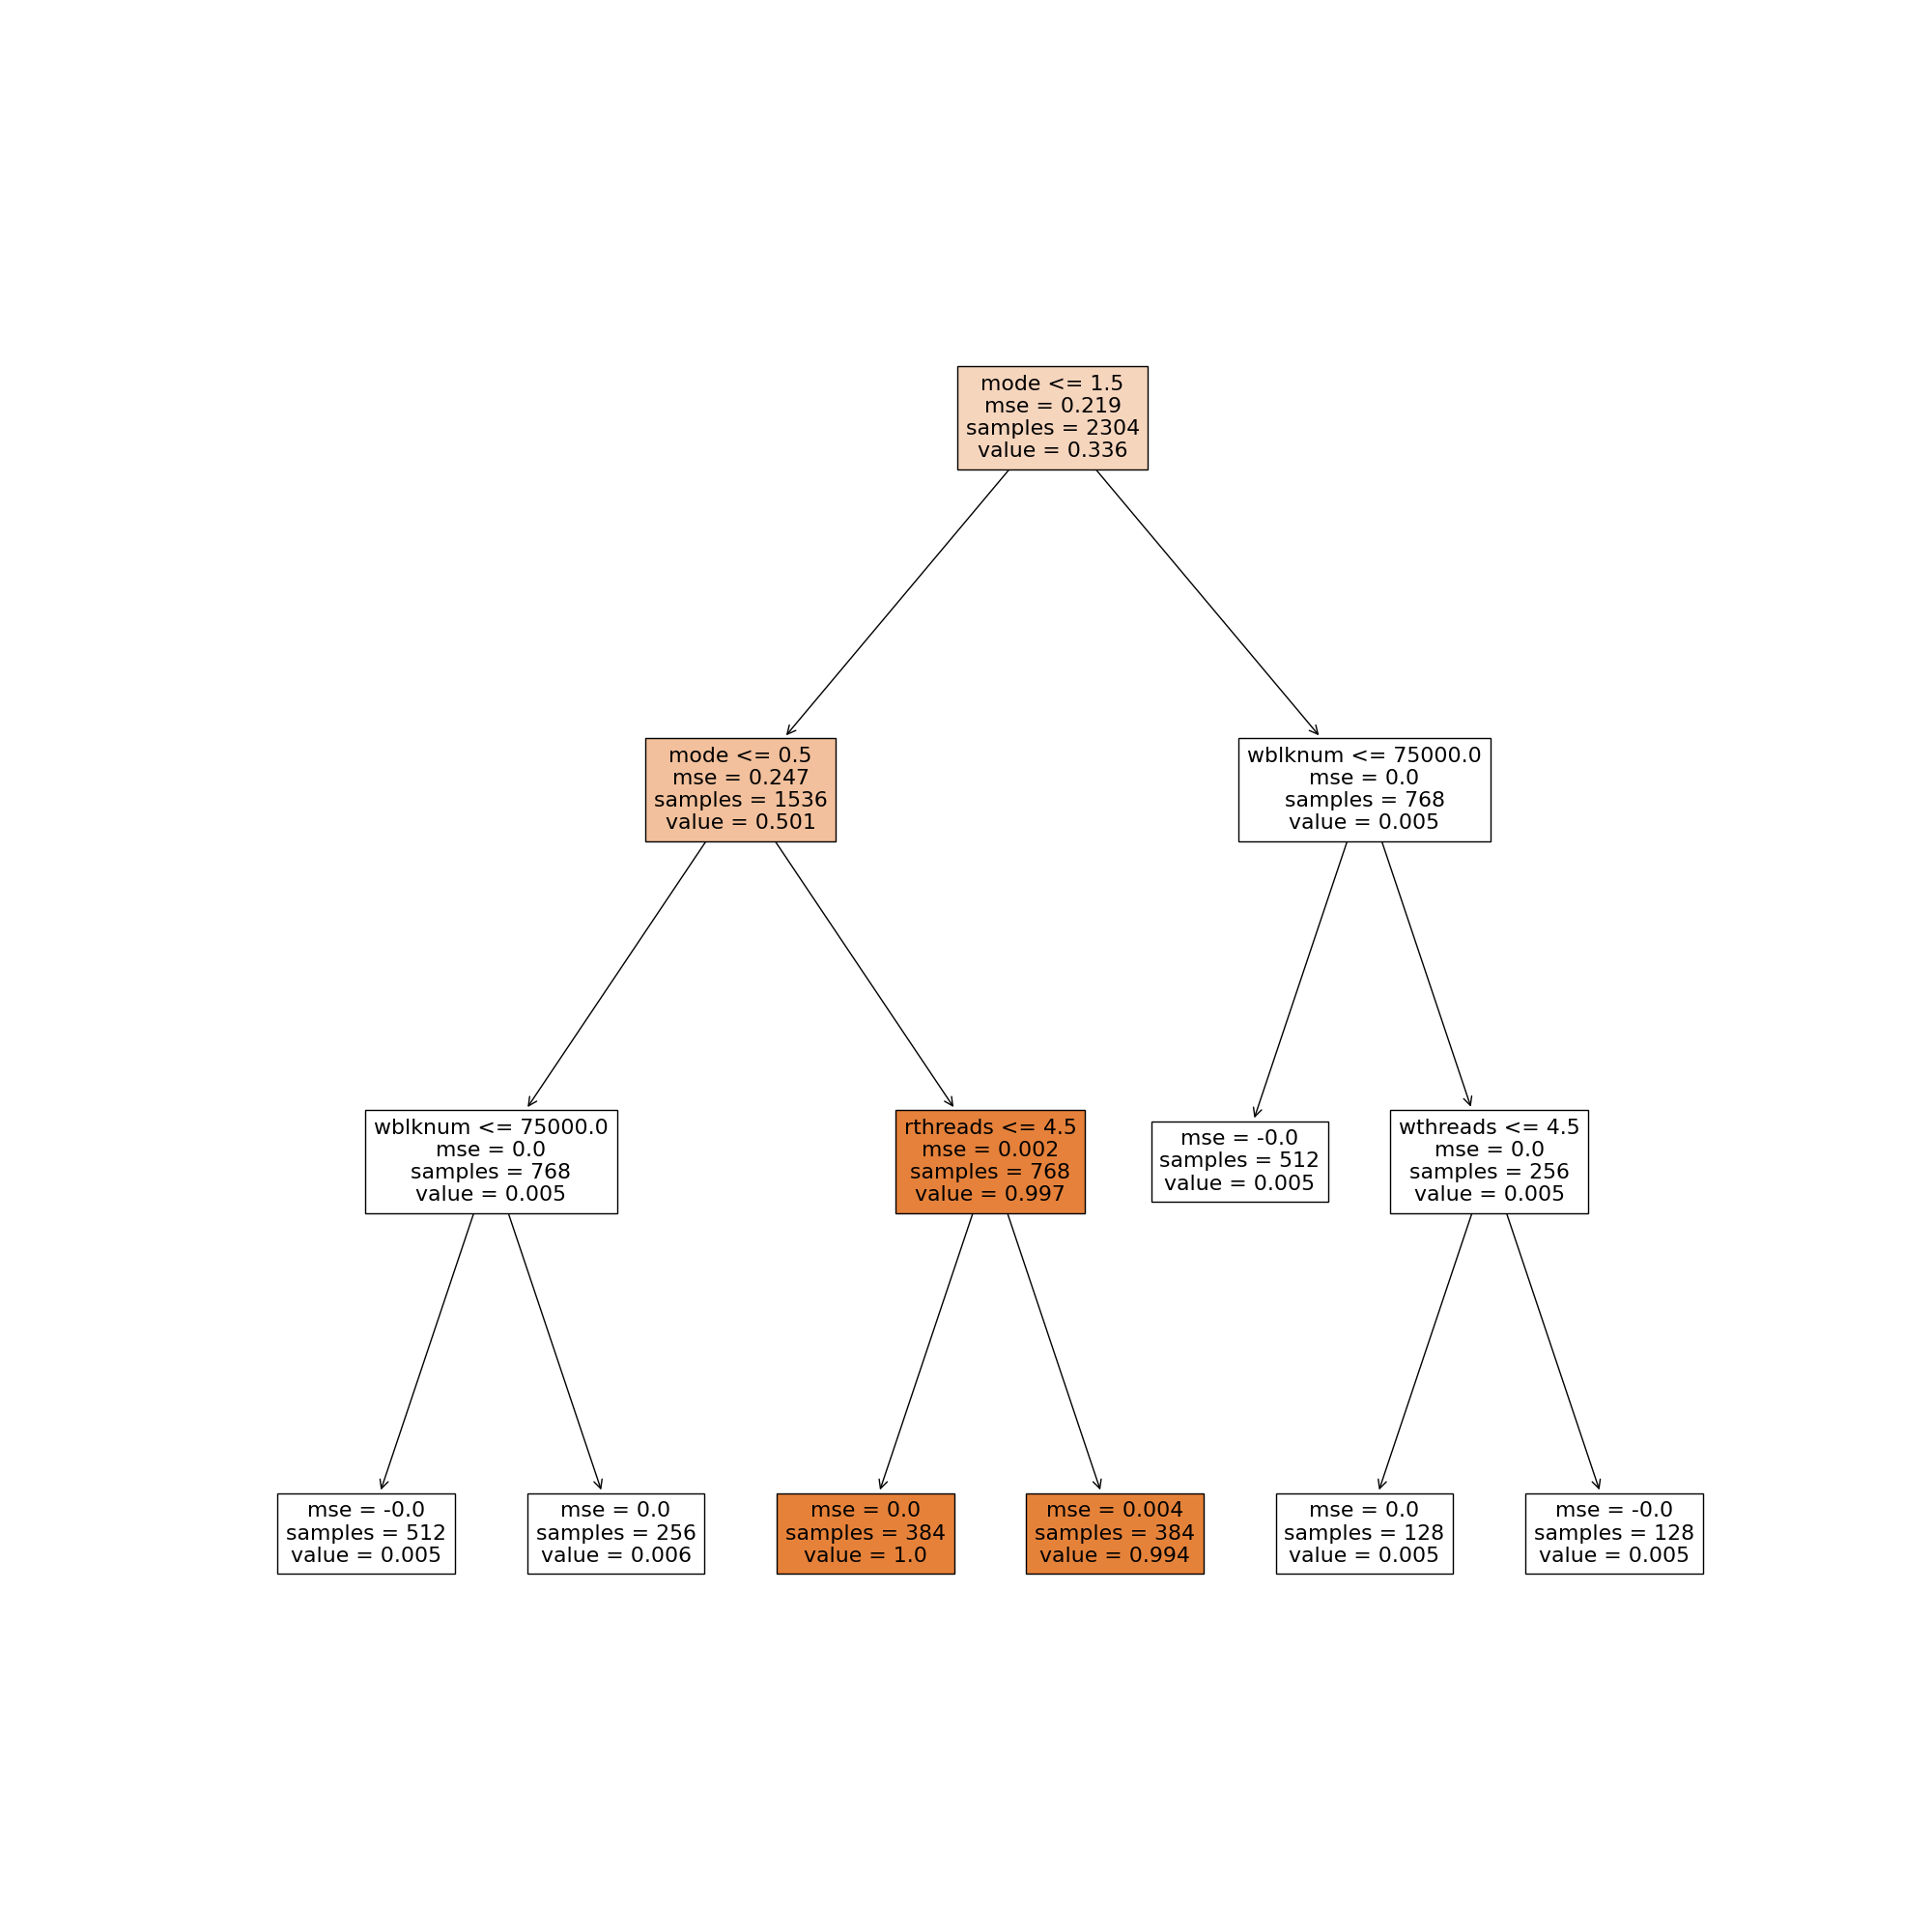 mode <= 1.5
mse = 0.219
samples = 2304
value = 0.336
mode <= 0.5
mse = 0.247
samples = 1536
value = 0.501
wblknum <= 75000.0
mse = 0.0
samples = 768
value = 0.005
wblknum <= 75000.0
mse = 0.0
samples = 768
value = 0.005
rthreads <= 4.5
mse = 0.002
samples = 768
value = 0.997
mse = -0.0
samples = 512
value = 0.005
wthreads <= 4.5
mse = 0.0
samples = 256
value = 0.005
mse = -0.0
samples = 512
value = 0.005
mse = 0.0
samples = 256
value = 0.006
mse = 0.0
samples = 384
value = 1.0
mse = 0.004
samples = 384
value = 0.994
mse = 0.0
samples = 128
value = 0.005
mse = -0.0
samples = 128
value = 0.005